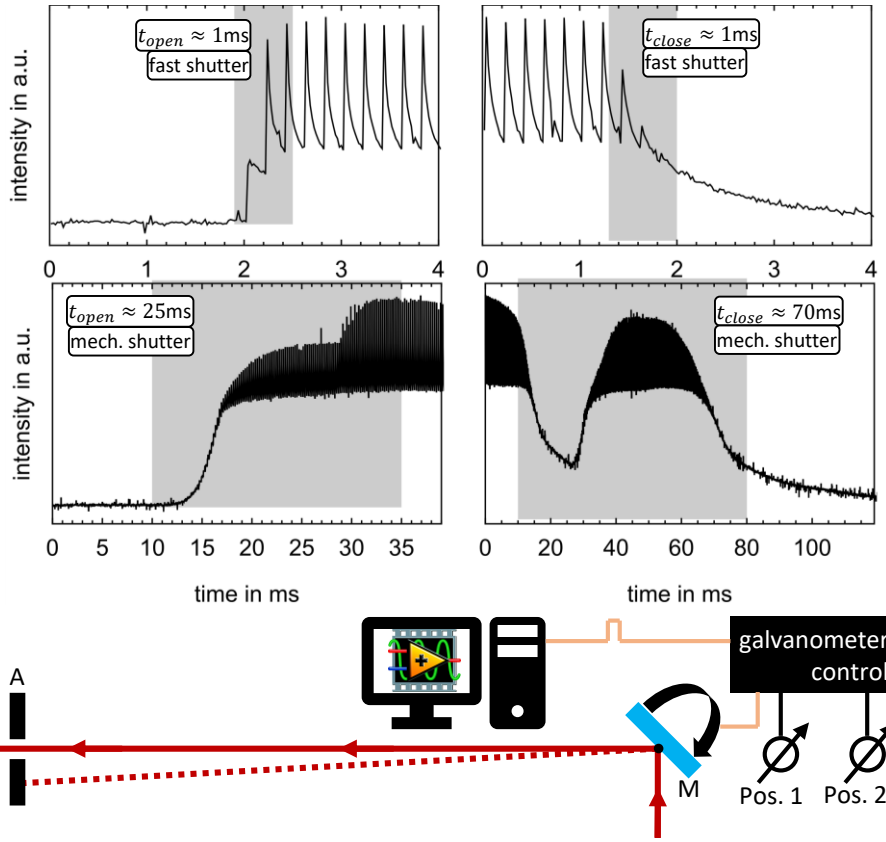 intensity in a.u.
t_open ≈ 1ms
fast shutter
0 1 2 3 4
t_close ≈ 1ms
fast shutter
0 1 2 3 4
intensity in a.u.
t_open ≈ 25ms
mech. shutter
0 5 10 15 20 25 30 35
time in ms
t_close ≈ 70ms
mech. shutter
0 20 40 60 80 100
time in ms
A
+
galvanometer
control
M
Pos. 1
Pos. 2